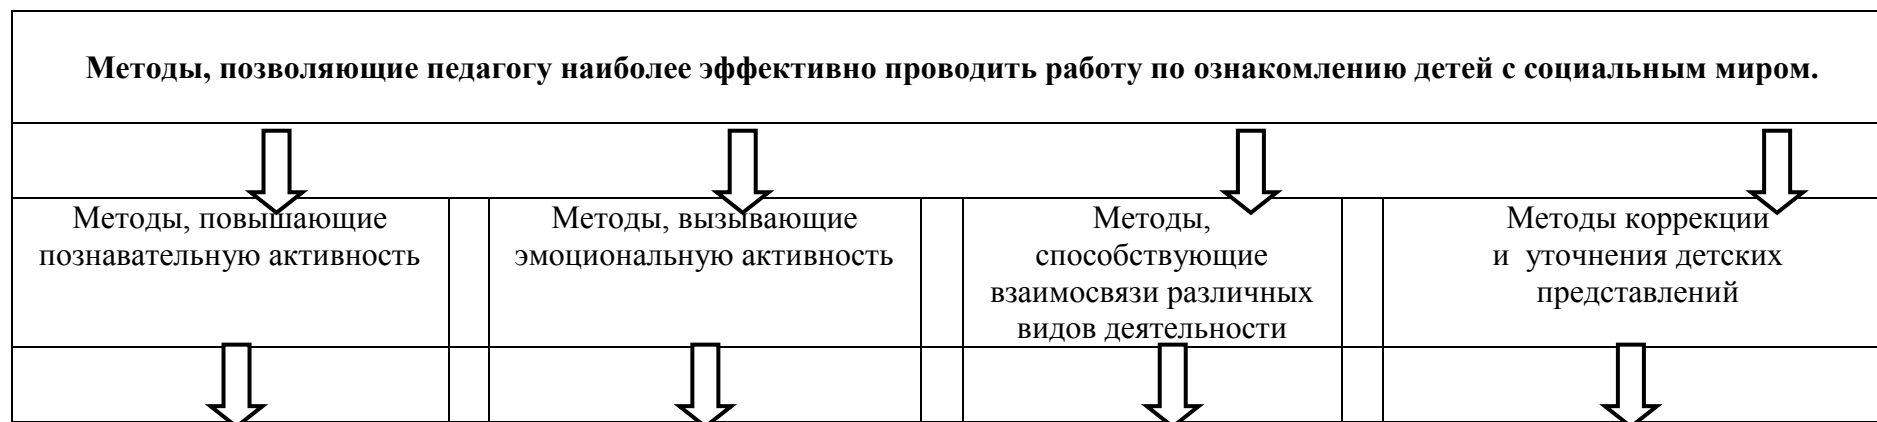 Методы, позволяющие педагогу наиболее эффективно проводить работу по ознакомлению детей с социальным миром.
Методы, повышающие
познавательную активность
Методы, вызывающие
эмоциональную активность
Методы,
способствующие
взаимосвязи различных
видов деятельности
Методы коррекции
и  уточнения детских
представлений